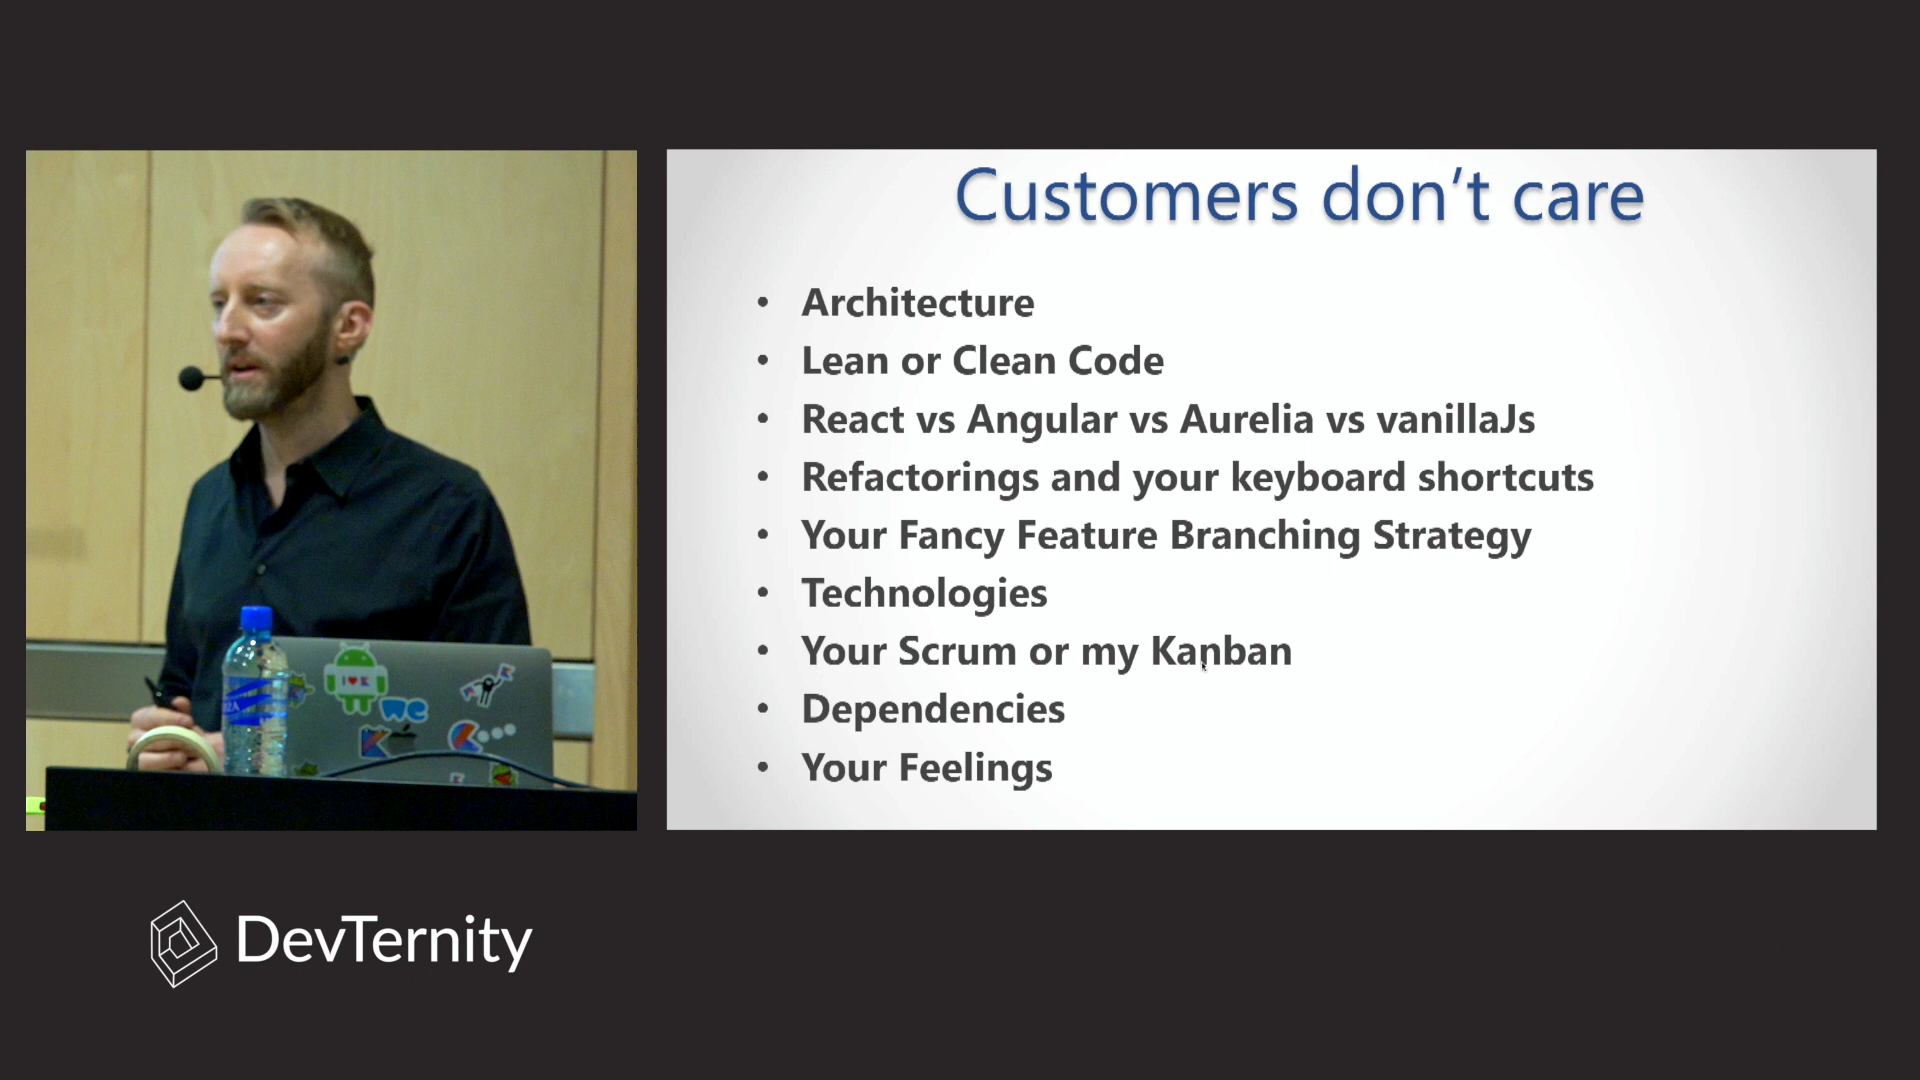 Customers don't care
• Architecture
• Lean or Clean Code
• React vs Angular vs Aurelia vs vanillaJs
• Refactorings and your keyboard shortcuts
• Your Fancy Feature Branching Strategy
• Technologies
• Your Scrum or my Kanban
• Dependencies
• Your Feelings
I ♥ K
WC
DevTernity